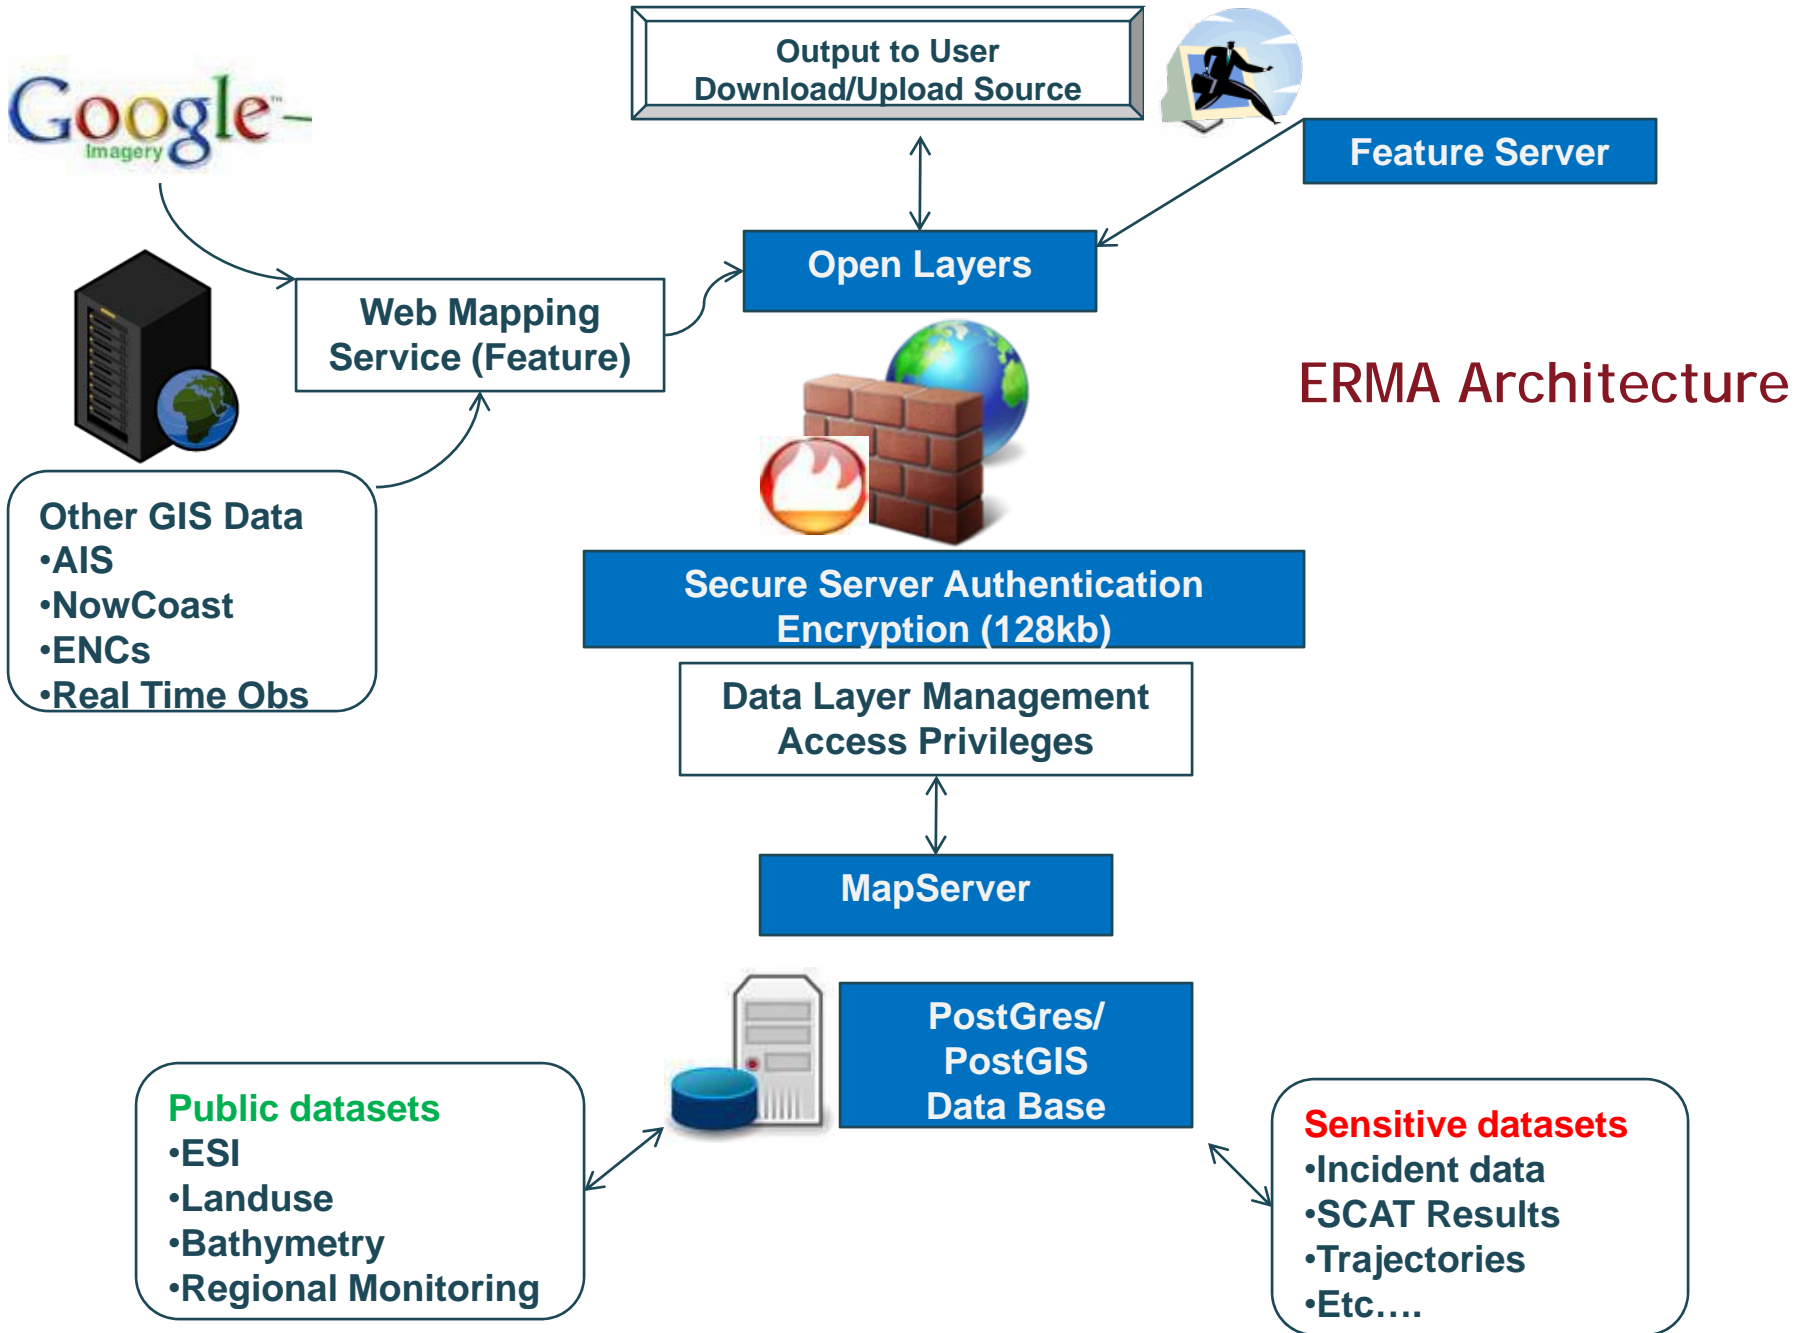 Output to User
Download/Upload Source
Google™
Imagery
Feature Server
Open Layers
Web Mapping
Service (Feature)
ERMA Architecture
Other GIS Data
•AIS
•NowCoast
•ENCs
•Real Time Obs
Secure Server Authentication
Encryption (128kb)
Data Layer Management
Access Privileges
MapServer
PostGres/
PostGIS
Data Base
Public datasets
•ESI
•Landuse
•Bathymetry
•Regional Monitoring
Sensitive datasets
•Incident data
•SCAT Results
•Trajectories
•Etc....